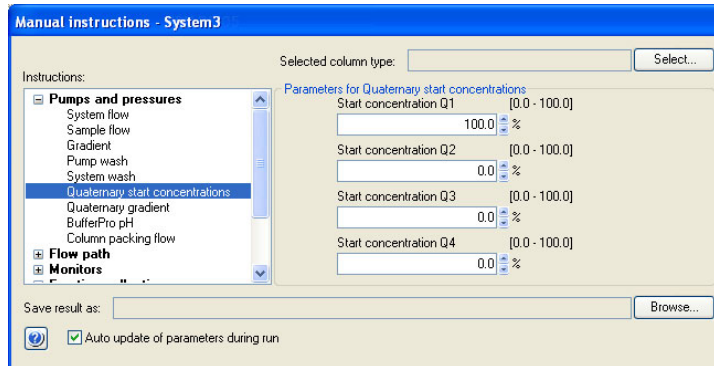 Manual instructions - System3
Selected column type:
Select...
Instructions:
Pumps and pressures
System flow
Sample flow
Gradient
Pump wash
System wash
Quaternary start concentrations
Quaternary gradient
BufferPro pH
Column packing flow
Flow path
Monitors
Parameters for Quaternary start concentrations
Start concentration Q1 [0.0 - 100.0]
100.0 %
Start concentration Q2 [0.0 - 100.0]
0.0 %
Start concentration Q3 [0.0 - 100.0]
0.0 %
Start concentration Q4 [0.0 - 100.0]
0.0 %
Save result as:
Browse...
Auto update of parameters during run